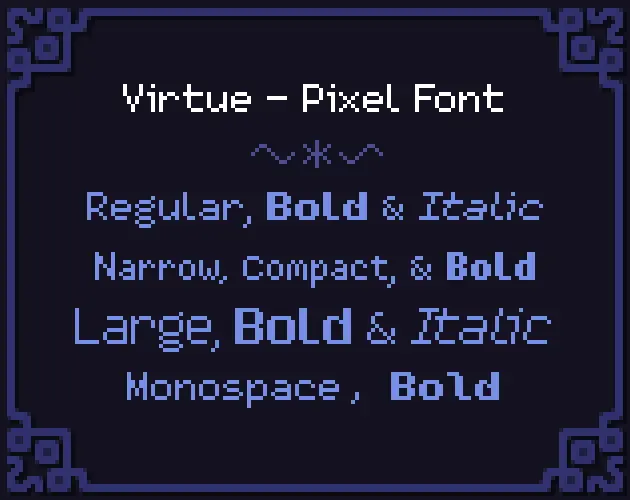 Virtue - Pixel Font
Regular, Bold & Italic
Narrow, Compact, & Bold
Large, Bold & Italic
Monospace, Bold